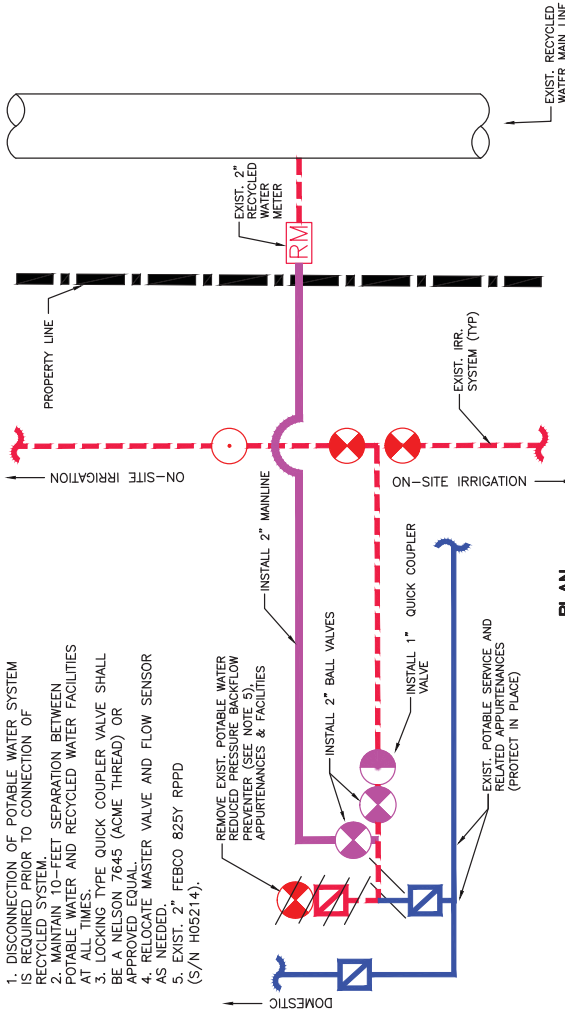 1. DISCONNECTION OF POTABLE WATER SYSTEM
IS REQUIRED PRIOR TO CONNECTION OF
RECYCLED SYSTEM.
2. MAINTAIN 10-FEET SEPARATION BETWEEN
POTABLE WATER AND RECYCLED WATER FACILITIES
AT ALL TIMES.
3. LOCKING TYPE QUICK COUPLER VALVE SHALL
BE A NELSON 7645 (ACME THREAD) OR
APPROVED EQUAL.
4. RELOCATE MASTER VALVE AND FLOW SENSOR
AS NEEDED.
5. EXIST. 2" FEBCO 825Y RPPD
(S/N H05214).
ON-SITE IRRIGATION
PROPERTY LINE
EXIST. 2"
RECYCLED
WATER
METER
RM
EXIST. RECYCLED
WATER MAIN LINE
INSTALL 2" MAINLINE
REMOVE EXIST. POTABLE WATER
REDUCED PRESSURE BACKFLOW
PREVENTER (SEE NOTE 5),
APPURTENANCES & FACILITIES
INSTALL 2" BALL VALVES
INSTALL 1" QUICK COUPLER
VALVE
ON-SITE IRRIGATION
EXIST. IRR.
SYSTEM (TYP)
DOMESTIC
EXIST. POTABLE SERVICE AND
RELATED APPURTENANCES
(PROTECT IN PLACE)
PLAN